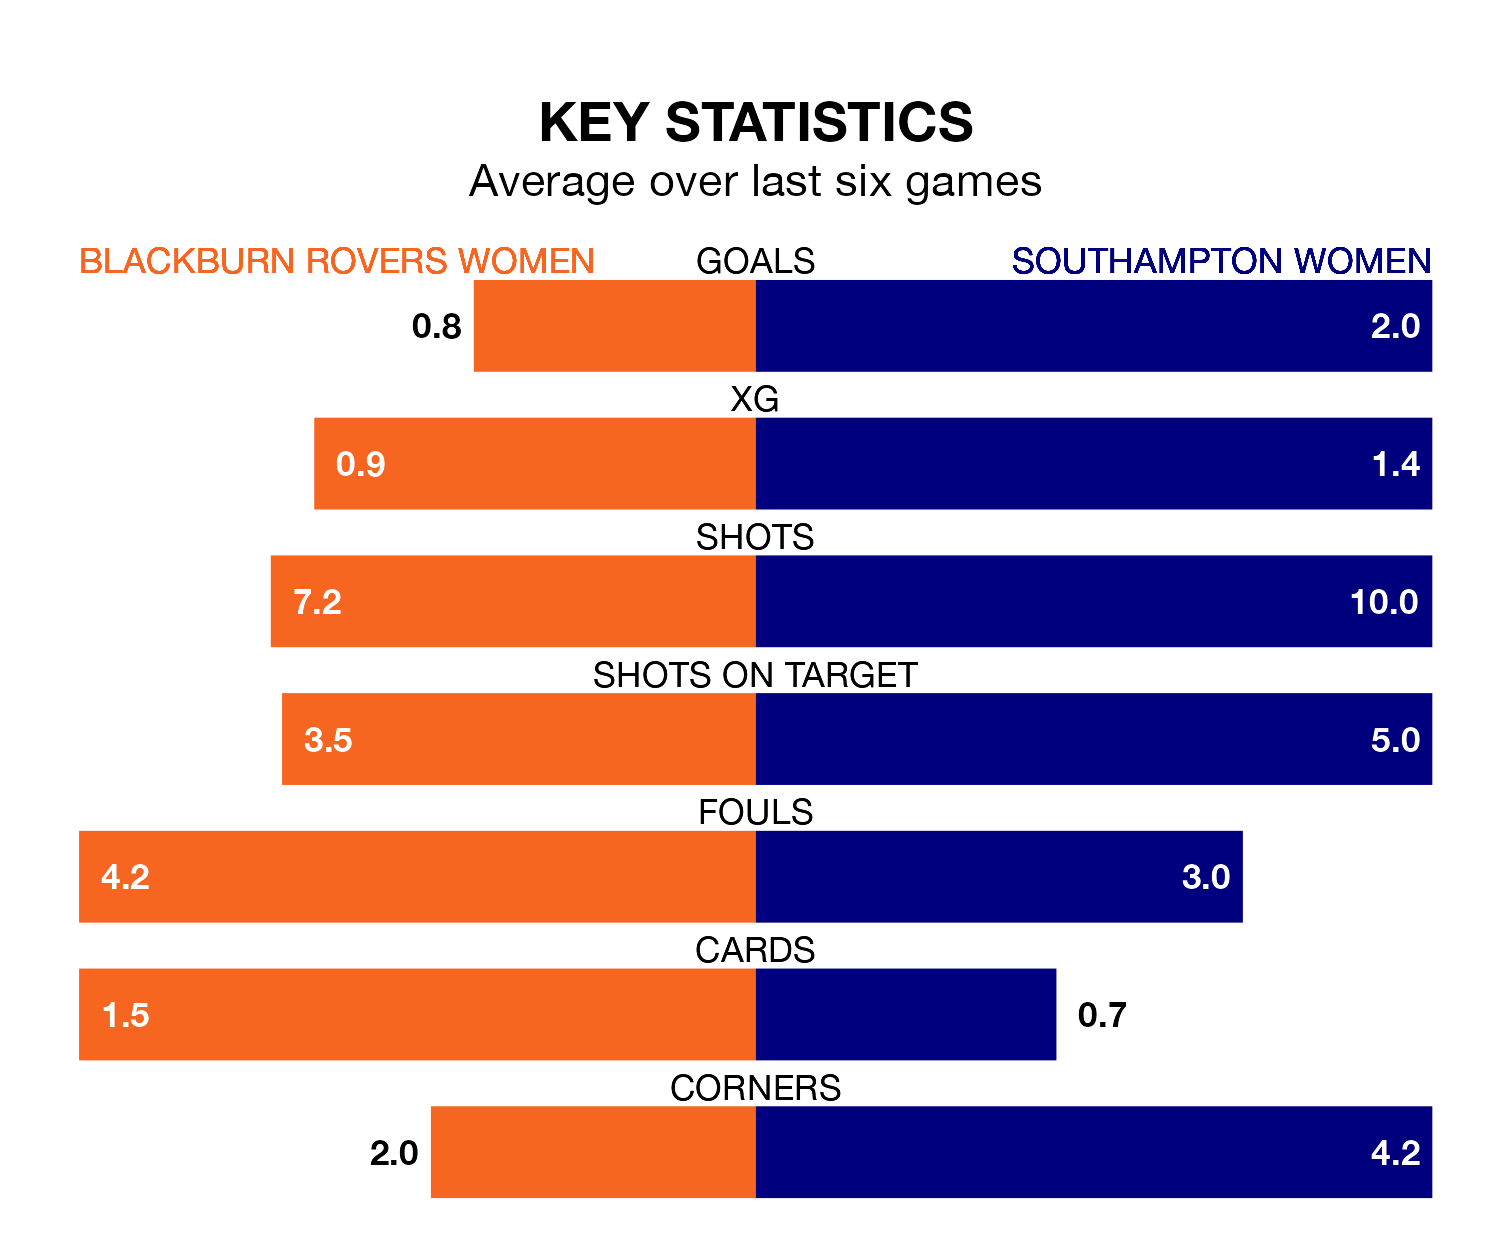 KEY STATISTICS
Average over last six games
BLACKBURN ROVERS WOMEN GOALS SOUTHAMPTON WOMEN
0.8 2.0
XG
0.9 1.4
SHOTS
7.2 10.0
SHOTS ON TARGET
3.5 5.0
FOULS
4.2 3.0
CARDS
1.5 0.7
CORNERS
2.0 4.2